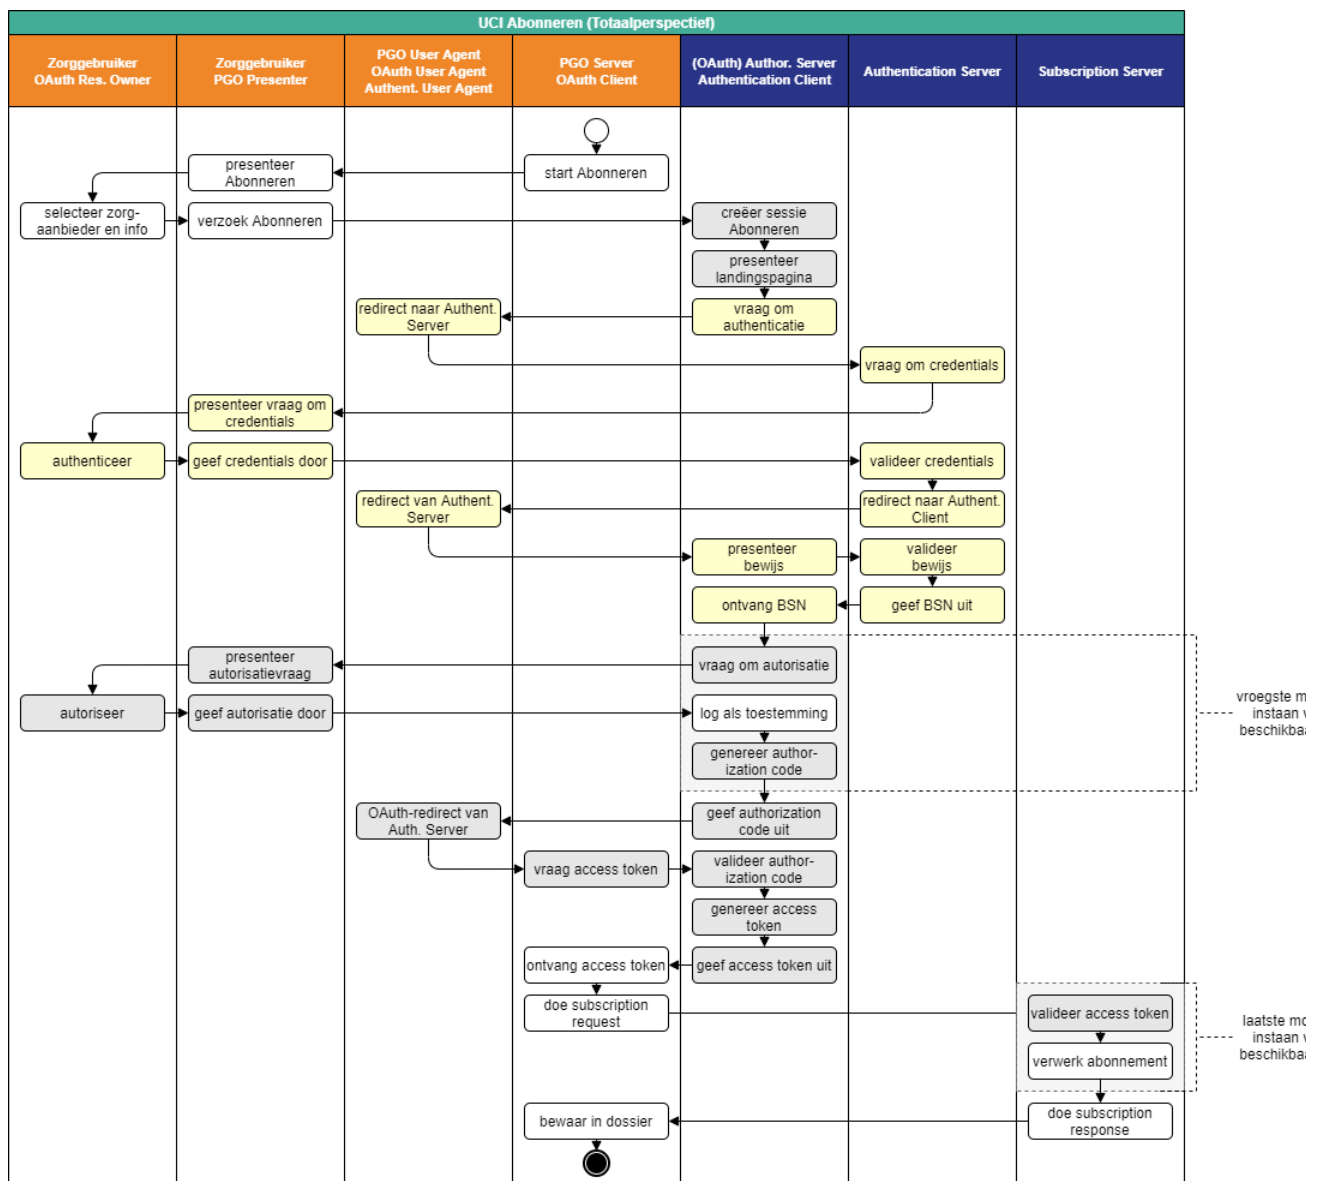 UCI Abonneren (Totaalperspectief)
Zorggebruiker
OAuth Res. Owner
Zorggebruiker
PGO Presenter
PGO User Agent
OAuth User Agent
Authent. User Agent
PGO Server
OAuth Client
(OAuth) Author. Server
Authentication Client
Authentication Server
Subscription Server
presenteer
Abonneren
start Abonneren
selecteer zorg-
aanbieder en info
verzoek Abonneren
creëer sessie
Abonneren
presenteer
landingspagina
redirect naar Authent.
Server
vraag om
authenticatie
vraag om credentials
presenteer vraag om
credentials
authenticeer
geef credentials door
valideer credentials
redirect van Authent.
Server
redirect naar Authent.
Client
presenteer
bewijs
valideer
bewijs
ontvang BSN
geef BSN uit
presenteer
autorisatievraag
vraag om autorisatie
autoriseer
geef autorisatie door
log als toestemming
vroegste m
instaan v
beschikba
genereer author-
ization code
OAuth-redirect van
Auth. Server
geef authorization
code uit
vraag access token
valideer author-
ization code
genereer access
token
ontvang access token
geef access token uit
doe subscription
request
valideer access token
laatste mo
instaan v
beschikba
verwerk abonnement
bewaar in dossier
doe subscription
response